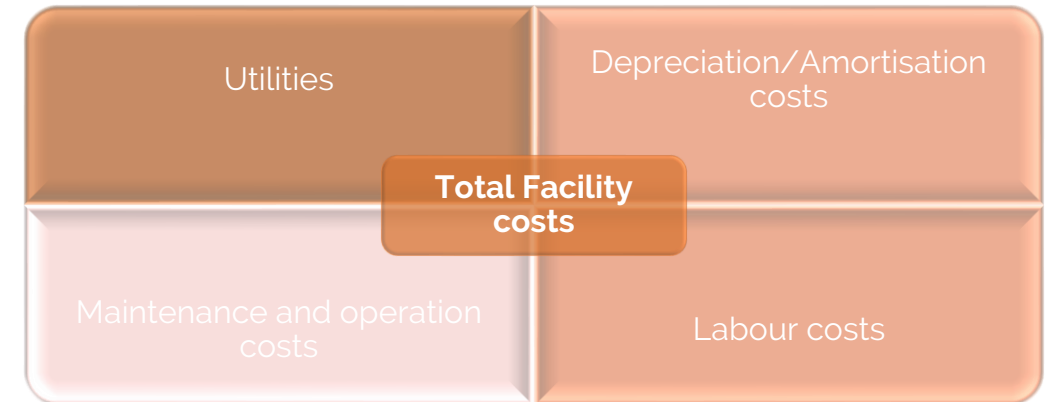 Utilities
Depreciation/Amortisation
costs
Total Facility
costs
Maintenance and operation
costs
Labour costs